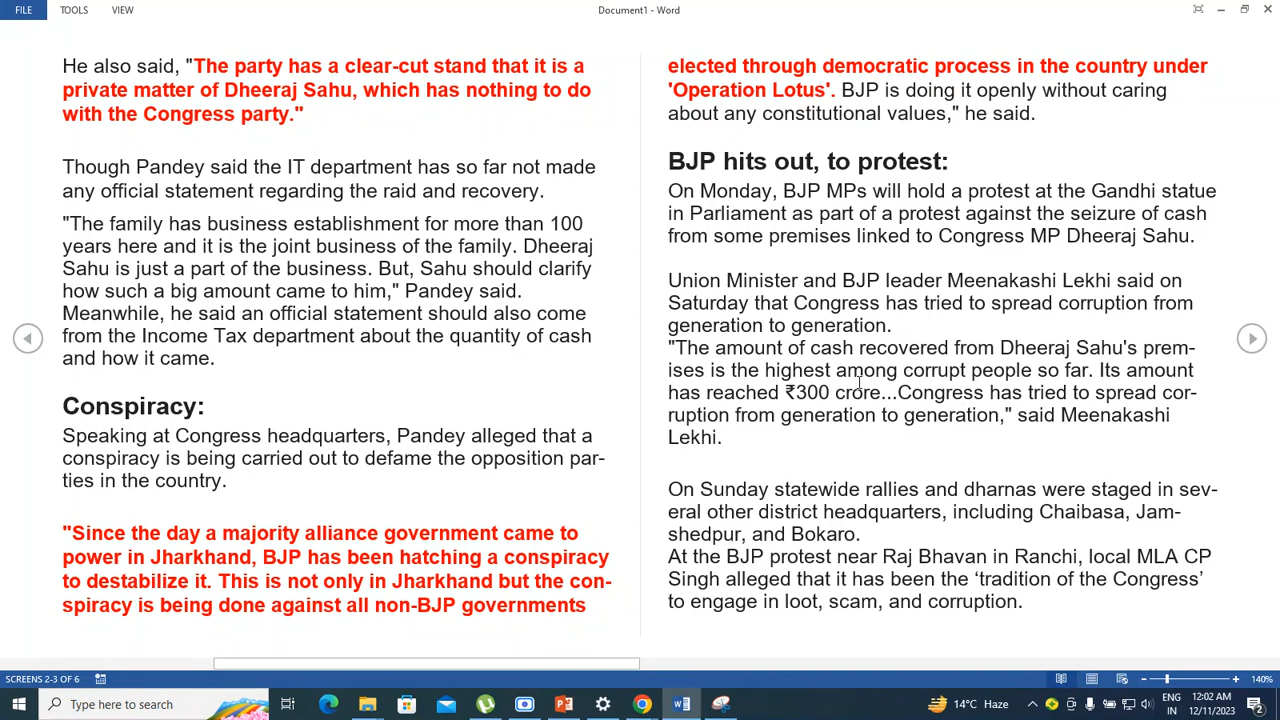 FILE TOOLS VIEW Document1 - Word
He also said, "The party has a clear-cut stand that it is a
private matter of Dheeraj Sahu, which has nothing to do
with the Congress party."
Though Pandey said the IT department has so far not made
any official statement regarding the raid and recovery.
"The family has business establishment for more than 100
years here and it is the joint business of the family. Dheeraj
Sahu is just a part of the business. But, Sahu should clarify
how such a big amount came to him," Pandey said.
Meanwhile, he said an official statement should also come
from the Income Tax department about the quantity of cash
and how it came.
Conspiracy:
Speaking at Congress headquarters, Pandey alleged that a
conspiracy is being carried out to defame the opposition par-
ties in the country.
"Since the day a majority alliance government came to
power in Jharkhand, BJP has been hatching a conspiracy
to destabilize it. This is not only in Jharkhand but the con-
spiracy is being done against all non-BJP governments
elected through democratic process in the country under
'Operation Lotus'. BJP is doing it openly without caring
about any constitutional values," he said.
BJP hits out, to protest:
On Monday, BJP MPs will hold a protest at the Gandhi statue
in Parliament as part of a protest against the seizure of cash
from some premises linked to Congress MP Dheeraj Sahu.
Union Minister and BJP leader Meenakashi Lekhi said on
Saturday that Congress has tried to spread corruption from
generation to generation.
"The amount of cash recovered from Dheeraj Sahu's prem-
ises is the highest among corrupt people so far. Its amount
has reached ₹300 crore...Congress has tried to spread cor-
ruption from generation to generation," said Meenakashi
Lekhi.
On Sunday statewide rallies and dharnas were staged in sev-
eral other district headquarters, including Chaibasa, Jam-
shedpur, and Bokaro.
At the BJP protest near Raj Bhavan in Ranchi, local MLA CP
Singh alleged that it has been the ‘tradition of the Congress’
to engage in loot, scam, and corruption.
SCREENS 2-3 OF 6 140%
Type here to search 14°C Haze ENG 12:02 AM
IN 12/11/2023 2